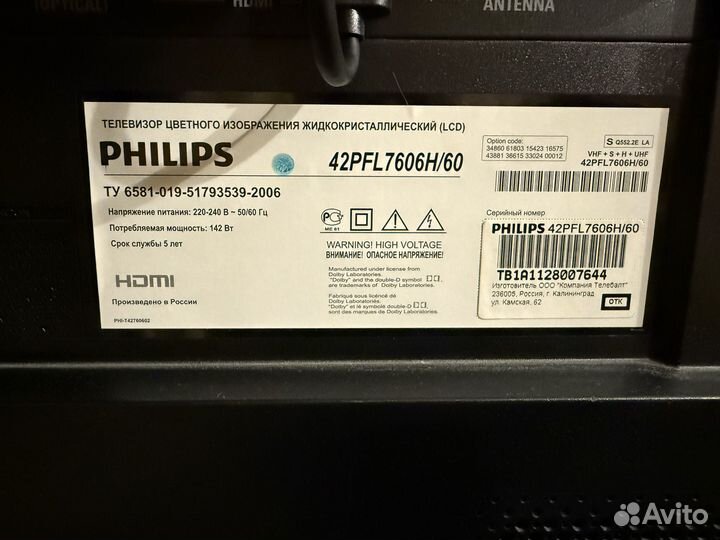 (OPTICAL)
HDMI
ANTENNA
ТЕЛЕВИЗОР ЦВЕТНОГО ИЗОБРАЖЕНИЯ ЖИДКОКРИСТАЛЛИЧЕСКИЙ (LCD)
PHILIPS
42PFL7606H/60
ТУ 6581-019-51793539-2006
Напряжение питания: 220-240 В ~ 50/60 Гц
Потребляемая мощность: 142 Вт
Срок службы 5 лет
HDMI
Произведено в России
PHI-T42760602
РС
МЕ 61
WARNING! HIGH VOLTAGE
ВНИМАНИЕ! ОПАСНОЕ НАПРЯЖЕНИЕ!
Manufactured under license from
Dolby Laboratories.
"Dolby" and the double-D symbol
are trademarks of Dolby Laboratories.
Fabriqué sous licencé de
Dolby Laboratories.
"Dolby" et le symbole double-D
sont des marques de Dolby Laboratories.
Option code:
34860 61803 15423 16575
43881 38615 33024 00012
S Q552.2E LA
VHF + S + H + UHF
42PFL7606H/60
Серийный номер
PHILIPS 42PFL7606H/60
TB1A1128007644
Изготовитель ООО "Компания Телебалт"
236005, Россия, г. Калининград
ул. Камская, 62
ОТК
Avito